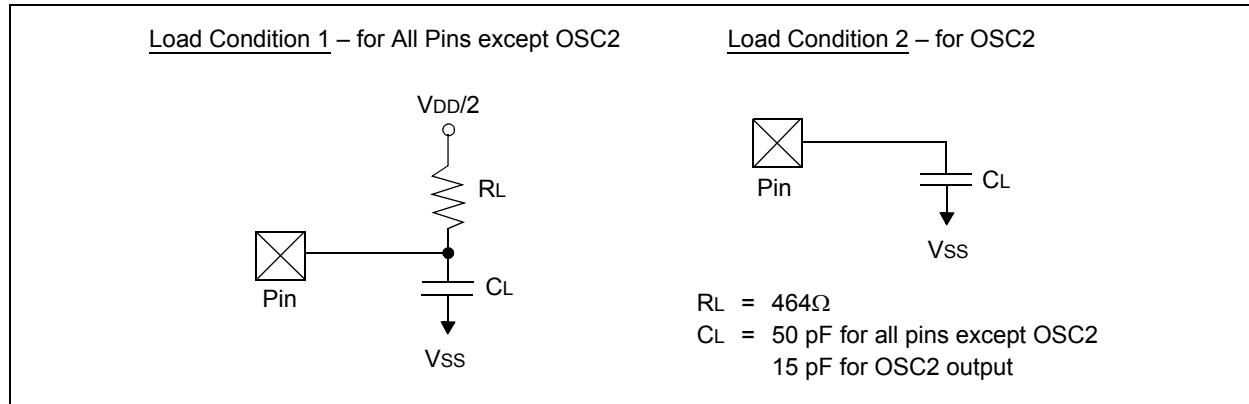 Load Condition 1 – for All Pins except OSC2
VDD/2
RL
Pin
CL
VSS
Load Condition 2 – for OSC2
Pin
CL
VSS
RL = 464Ω
CL = 50 pF for all pins except OSC2
15 pF for OSC2 output